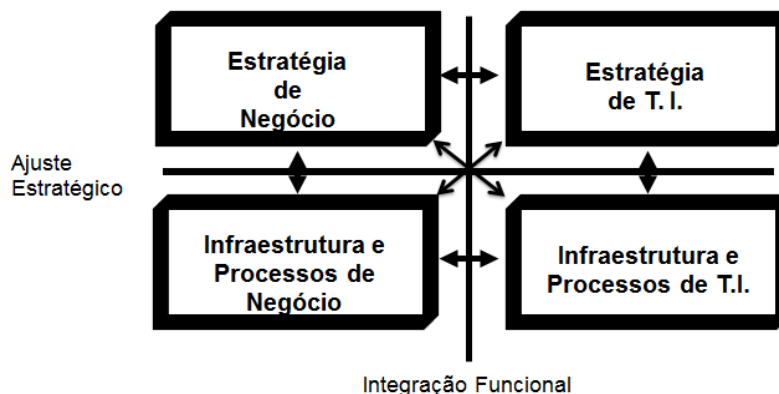 Estratégia
de
Negócio
Estratégia
de T. I.
Ajuste
Estratégico
Infraestrutura e
Processos de
Negócio
Infraestrutura e
Processos de T.I.
Integração Funcional